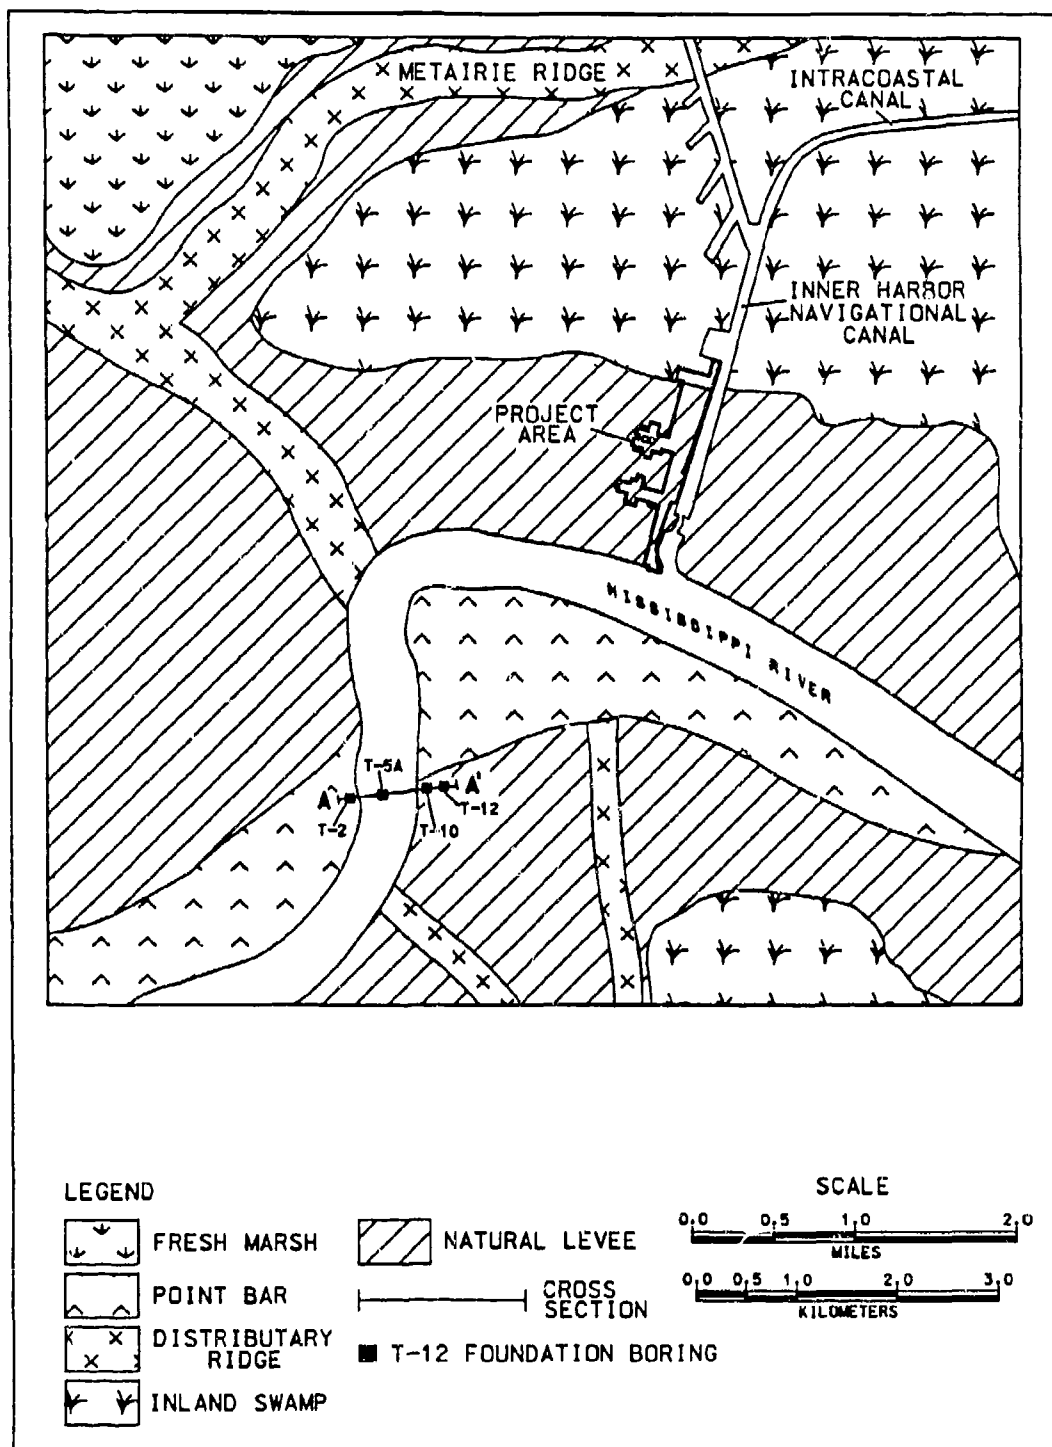 METAIRIE RIDGE
INTRACOASTAL
CANAL
INNER HARBOR
NAVIGATIONAL
CANAL
PROJECT
AREA
MISSISSIPPI RIVER
T-5A
A
A'
T-2
T-10
T-12
LEGEND
FRESH MARSH
POINT BAR
DISTRIBUTARY
RIDGE
INLAND SWAMP
NATURAL LEVEE
CROSS
SECTION
T-12 FOUNDATION BORING
SCALE
0.0 0.5 1.0 2.0
MILES
0.0 0.5 1.0 2.0 3.0
KILOMETERS